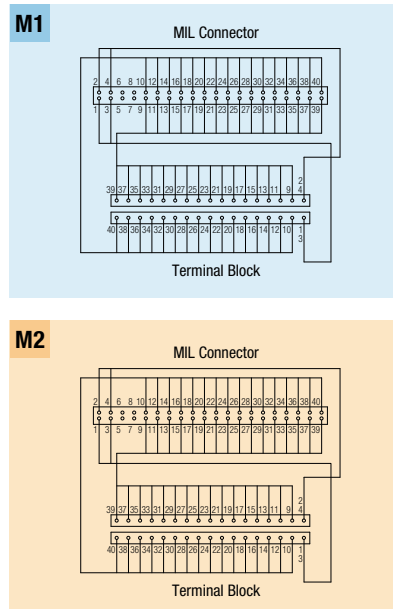 M1
MIL Connector
2 4 6 8 10 12 14 16 18 20 22 24 26 28 30 32 34 36 38 40
1 3 5 7 9 11 13 15 17 19 21 23 25 27 29 31 33 35 37 39
2
39 37 35 33 31 29 27 25 23 21 19 17 15 13 11 9 4
40 38 36 34 32 30 28 26 24 22 20 18 16 14 12 10 1
3
Terminal Block
M2
MIL Connector
2 4 6 8 10 12 14 16 18 20 22 24 26 28 30 32 34 36 38 40
1 3 5 7 9 11 13 15 17 19 21 23 25 27 29 31 33 35 37 39
2
39 37 35 33 31 29 27 25 23 21 19 17 15 13 11 9 4
40 38 36 34 32 30 28 26 24 22 20 18 16 14 12 10 1
3
Terminal Block